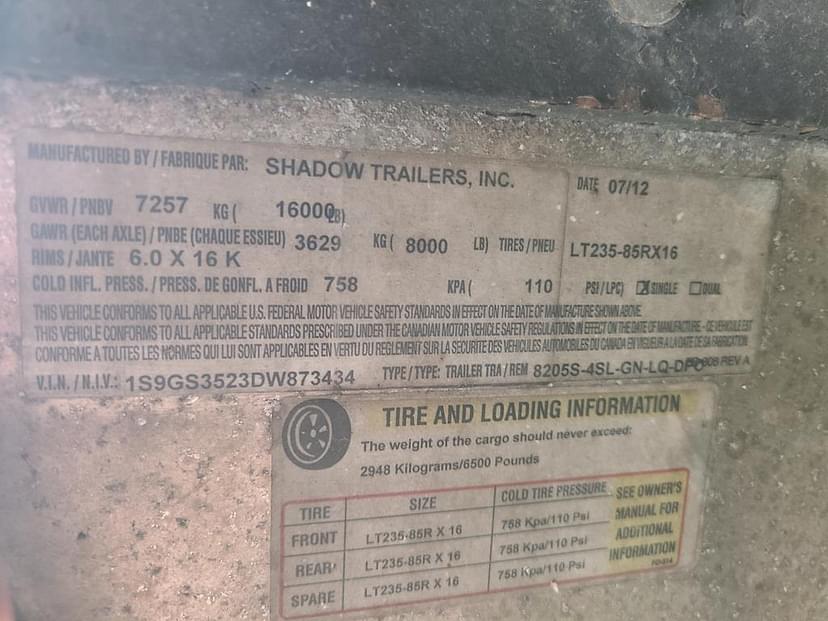 MANUFACTURED BY / FABRIQUE PAR: SHADOW TRAILERS, INC. DATE 07/12
GVWR / PNBV 7257 KG ( 16000 LB)
GAWR (EACH AXLE) / PNBE (CHAQUE ESSIEU) 3629 KG ( 8000 LB) TIRES / PNEU LT235-85RX16
RIMS / JANTE 6.0 X 16 K
COLD INFL. PRESS. / PRESS. DE GONFL. A FROID 758 KPA ( 110 PSI / LPC) ☒ SINGLE ☐ DUAL
THIS VEHICLE CONFORMS TO ALL APPLICABLE U.S. FEDERAL MOTOR VEHICLE SAFETY STANDARDS IN EFFECT ON THE DATE OF MANUFACTURE SHOWN ABOVE.
THIS VEHICLE CONFORMS TO ALL APPLICABLE STANDARDS PRESCRIBED UNDER THE CANADIAN MOTOR VEHICLE SAFETY REGULATIONS IN EFFECT ON THE DATE OF MANUFACTURE. - CE VEHICULE EST
CONFORME A TOUTES LES NORMES QUI LUI SONT APPLICABLES EN VERTU DU REGLEMENT SUR LA SECURITE DES VEHICULES AUTOMOBILES DU CANADA EN VIGUEUR A LA DATE DE SA FABRICATION
V.I.N. / N.I.V.: 1S9GS3523DW873434 TYPE / TYPE: TRAILER TRA / REM 8205S-4SL-GN-LQ-DPO REV A
TIRE AND LOADING INFORMATION
The weight of the cargo should never exceed:
2948 Kilograms/6500 Pounds
TIRE SIZE COLD TIRE PRESSURE
FRONT LT235-85R X 16 758 Kpa/110 Psi
REAR LT235-85R X 16 758 Kpa/110 Psi
SPARE LT235-85R X 16 758 Kpa/110 Psi
SEE OWNER'S
MANUAL FOR
ADDITIONAL
INFORMATION